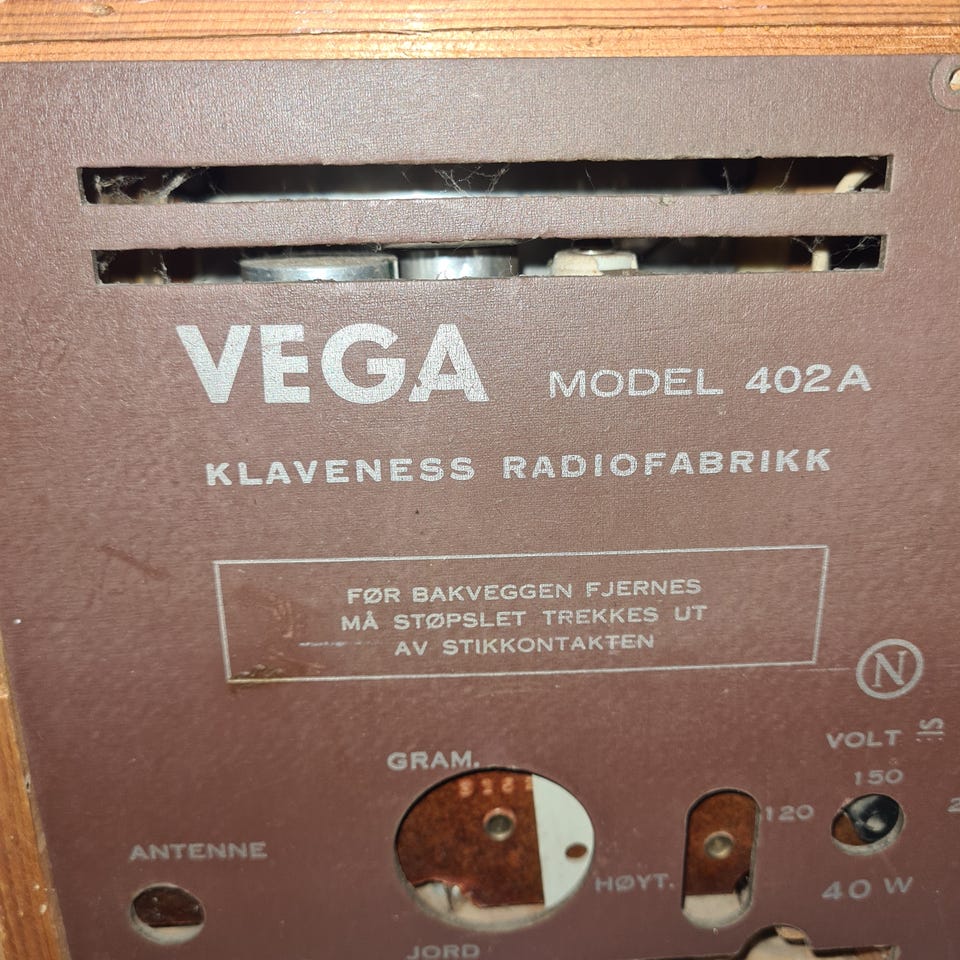 VEGA MODEL 402A
KLAVENESS RADIOFABRIKK
FØR BAKVEGGEN FJERNES
MÅ STØPSLET TREKKES UT
AV STIKKONTAKTEN
N
VOLT
GRAM.
150
120
ANTENNE
HØYT.
40 W
JORD